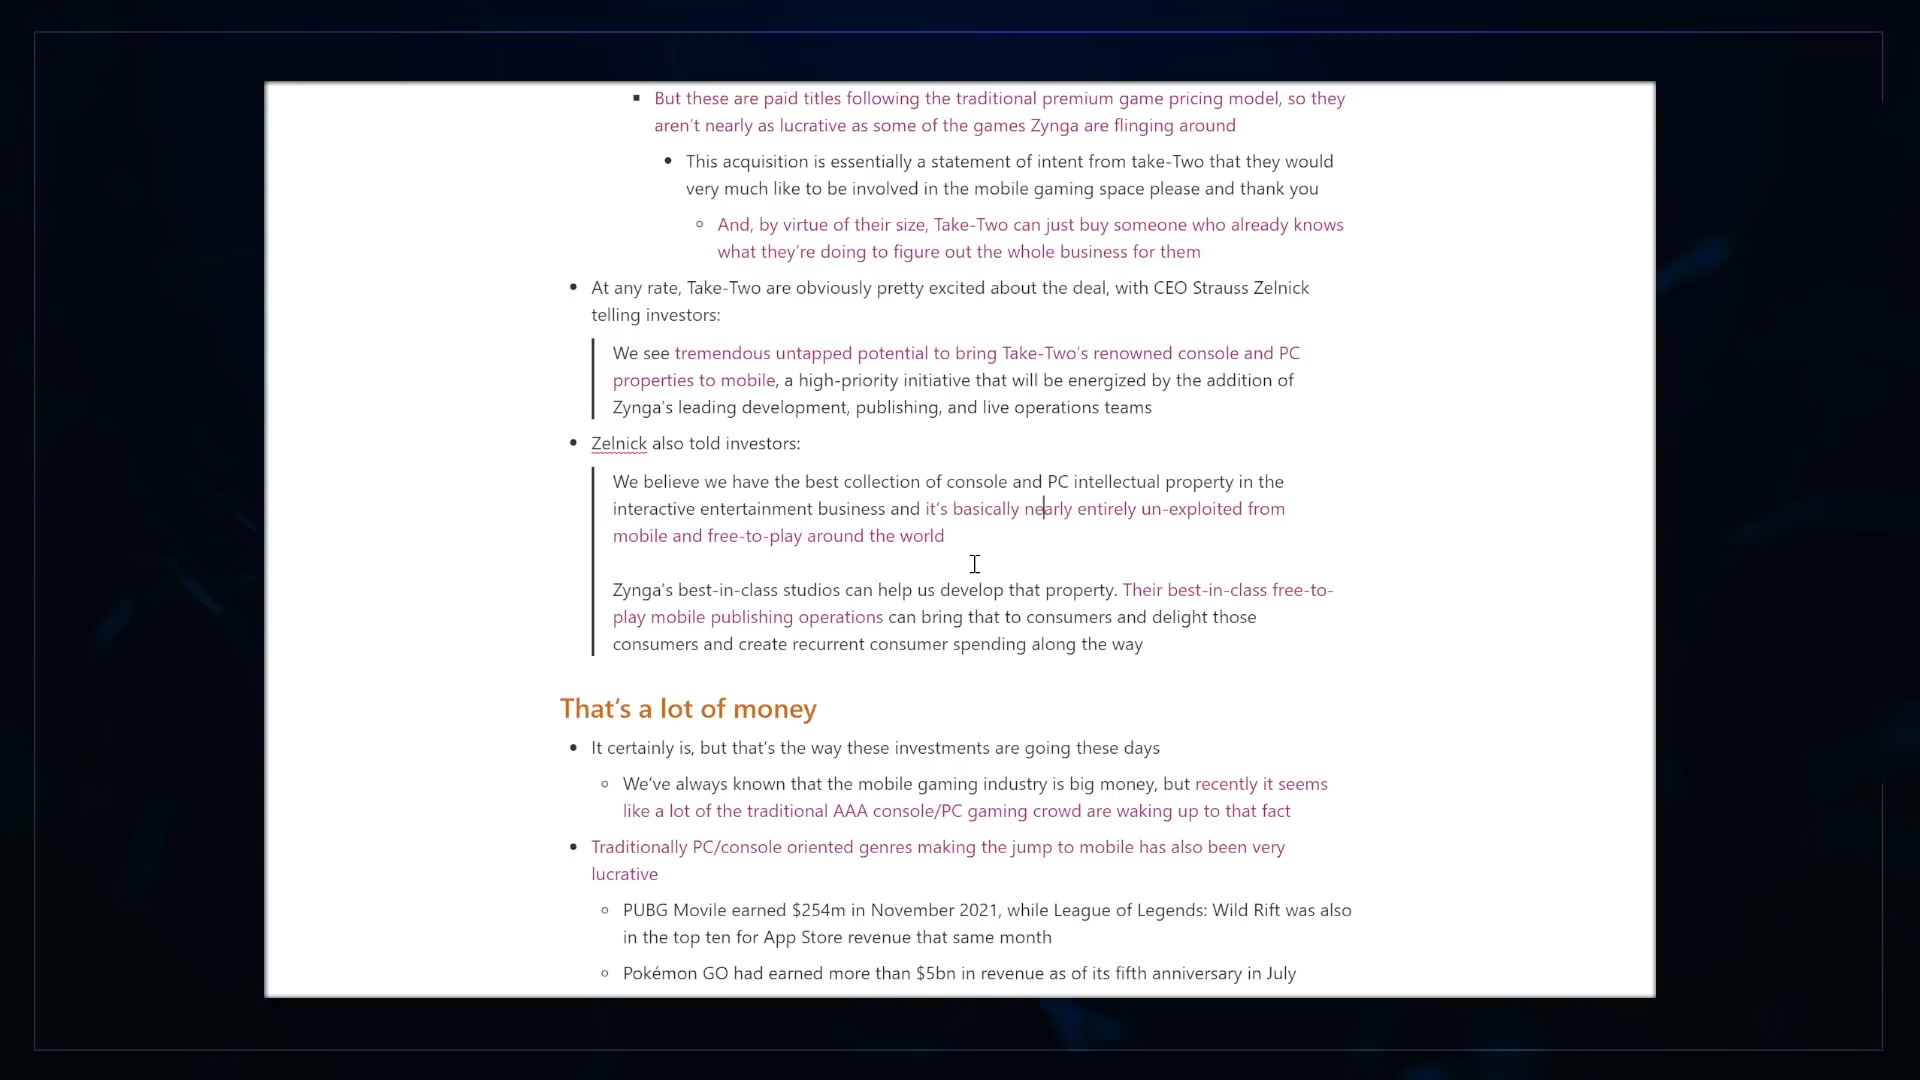 But these are paid titles following the traditional premium game pricing model, so they
aren't nearly as lucrative as some of the games Zynga are flinging around
This acquisition is essentially a statement of intent from take-Two that they would
very much like to be involved in the mobile gaming space please and thank you
And, by virtue of their size, Take-Two can just buy someone who already knows
what they're doing to figure out the whole business for them
At any rate, Take-Two are obviously pretty excited about the deal, with CEO Strauss Zelnick
telling investors:
We see tremendous untapped potential to bring Take-Two's renowned console and PC
properties to mobile, a high-priority initiative that will be energized by the addition of
Zynga's leading development, publishing, and live operations teams
Zelnick also told investors:
We believe we have the best collection of console and PC intellectual property in the
interactive entertainment business and it's basically nearly entirely un-exploited from
mobile and free-to-play around the world
Zynga's best-in-class studios can help us develop that property. Their best-in-class free-to-
play mobile publishing operations can bring that to consumers and delight those
consumers and create recurrent consumer spending along the way
That's a lot of money
It certainly is, but that's the way these investments are going these days
We've always known that the mobile gaming industry is big money, but recently it seems
like a lot of the traditional AAA console/PC gaming crowd are waking up to that fact
Traditionally PC/console oriented genres making the jump to mobile has also been very
lucrative
PUBG Movile earned $254m in November 2021, while League of Legends: Wild Rift was also
in the top ten for App Store revenue that same month
Pokémon GO had earned more than $5bn in revenue as of its fifth anniversary in July